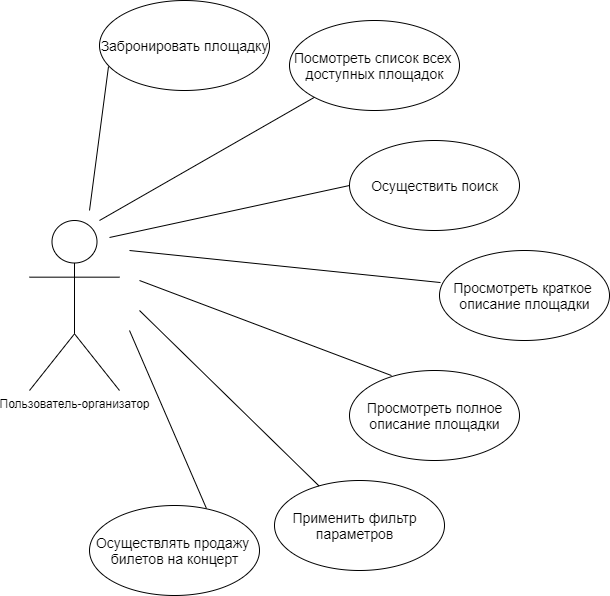 Забронировать площадку
Посмотреть список всех
доступных площадок
Осуществить поиск
Просмотреть краткое
описание площадки
Пользователь-организатор
Просмотреть полное
описание площадки
Применить фильтр
параметров
Осуществлять продажу
билетов на концерт